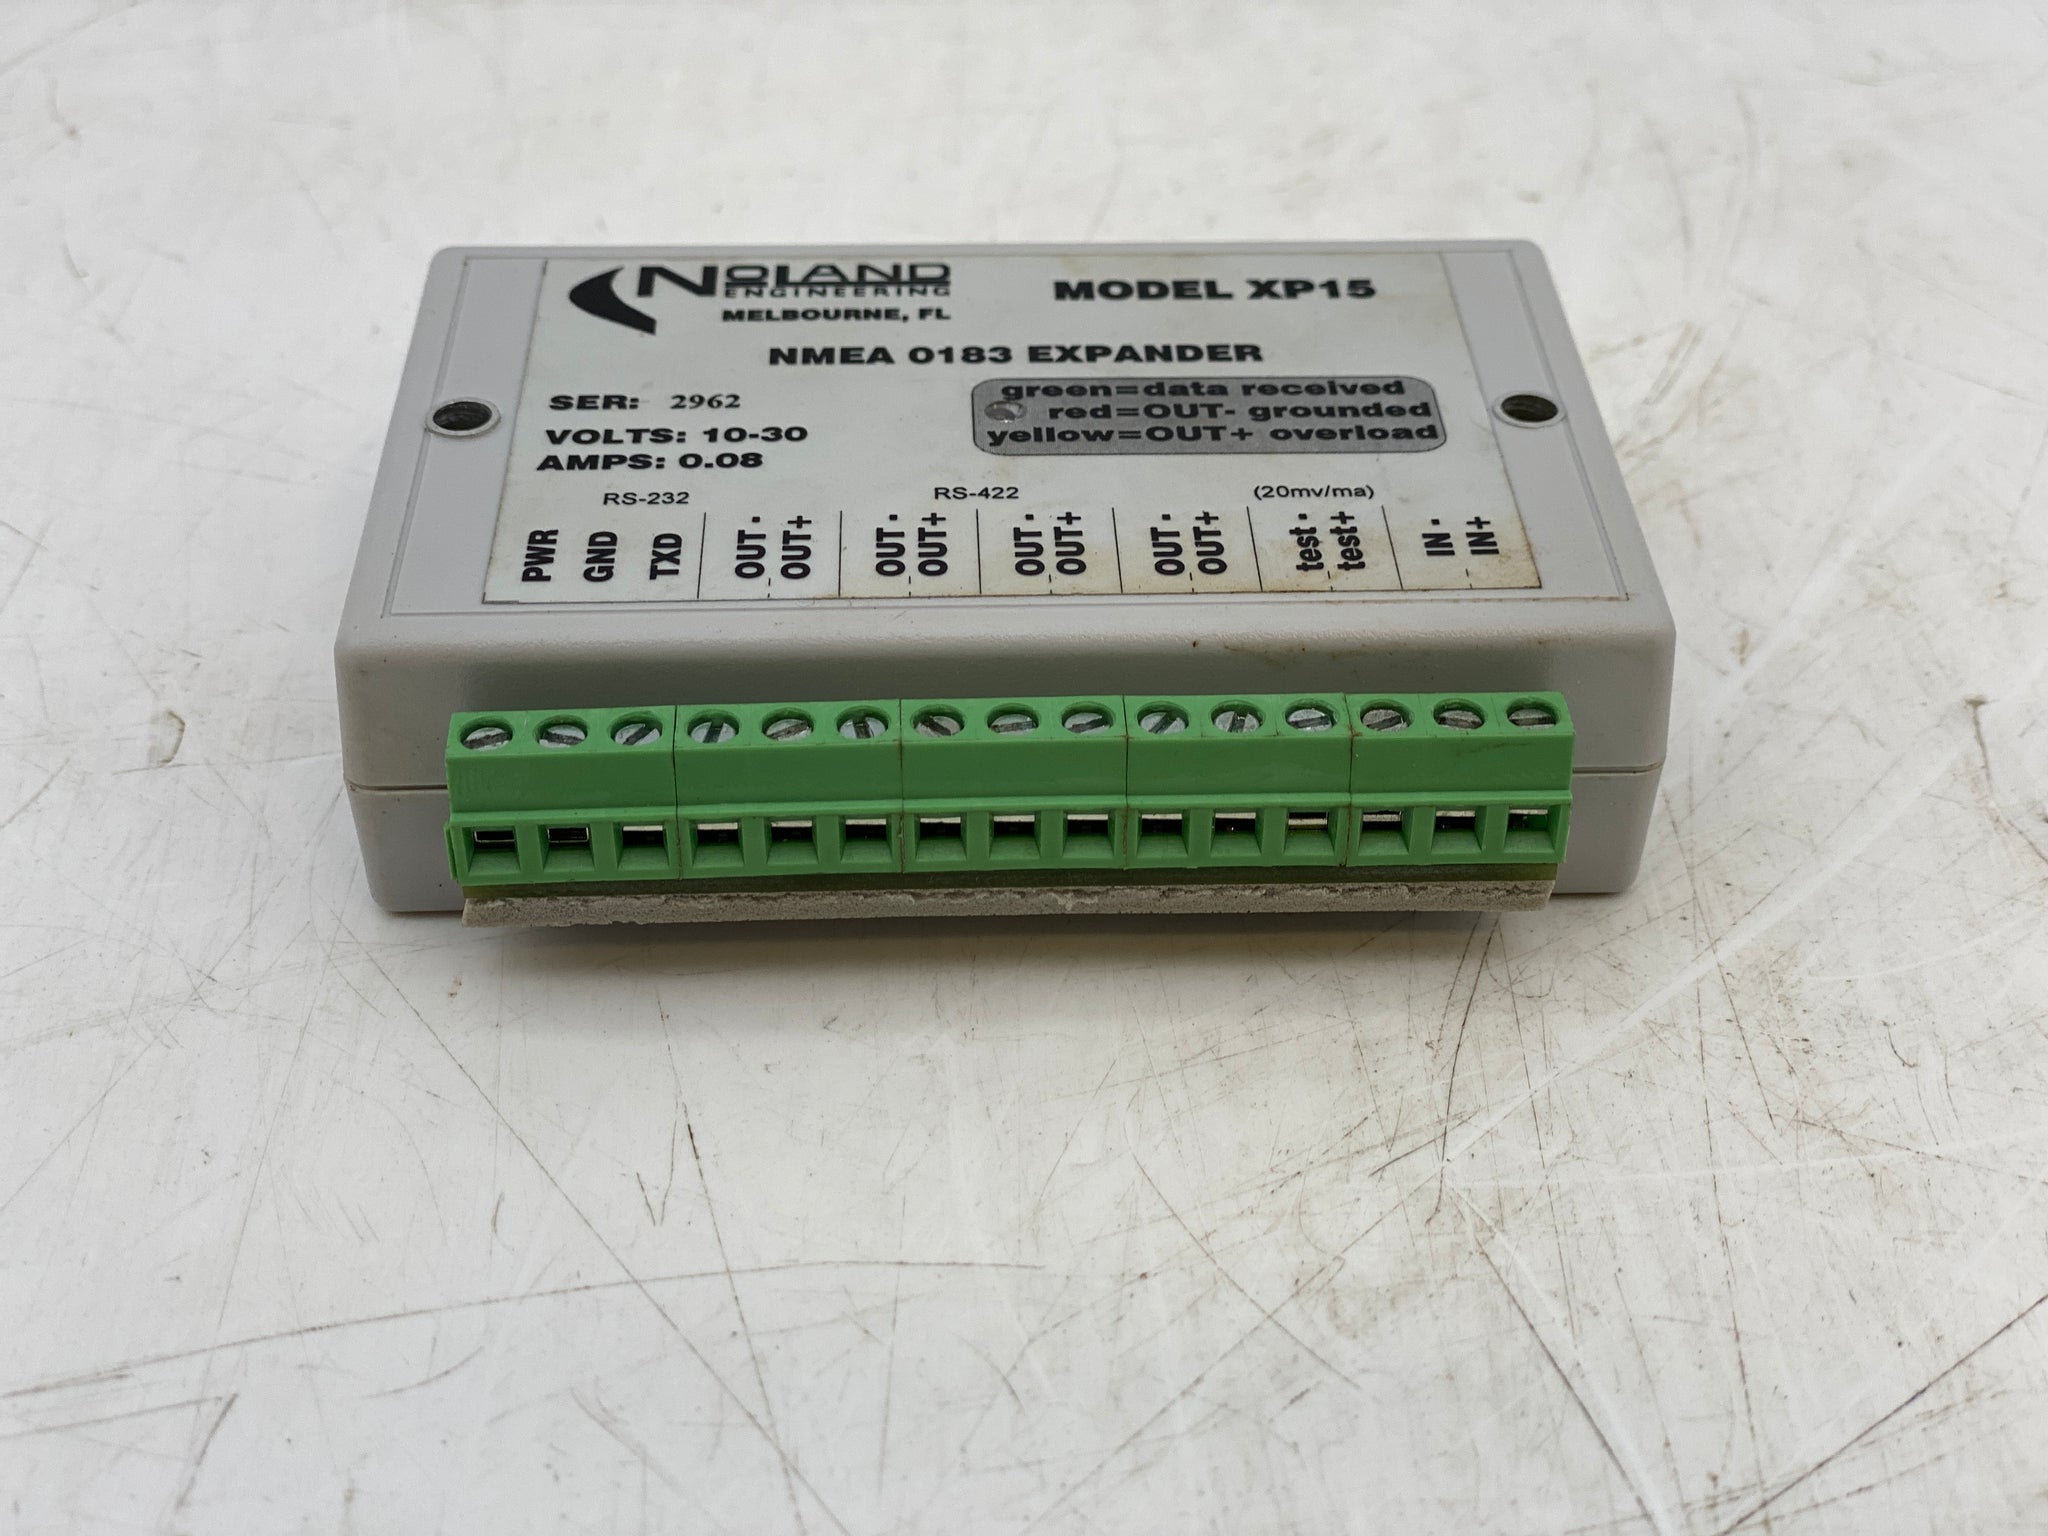 NOLAND
ENGINEERING
MELBOURNE, FL
MODEL XP15
NMEA 0183 EXPANDER
SER: 2962
VOLTS: 10-30
AMPS: 0.08
green=data received
red=OUT- grounded
yellow=OUT+ overload
RS-232
RS-422
(20mv/ma)
PWR
GND
TXD
OUT -
OUT+
OUT -
OUT+
OUT -
OUT+
OUT -
OUT+
test -
test+
IN -
IN+